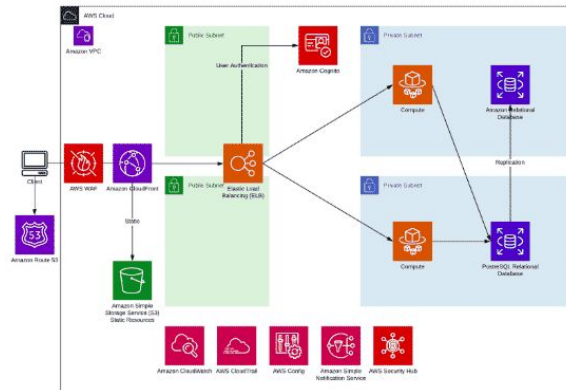 AWS Cloud
Amazon VPC
Public Subnet
Private Subnet
User Authentication
Amazon Cognito
Compute
Amazon Relational
Database
Client
AWS WAF
Amazon CloudFront
Public Subnet
Elastic Load
Balancing (ELB)
Private Subnet
Replication
53
Amazon Route 53
Static
Amazon Simple
Storage Service (S3)
Static Resources
Compute
PostreSQL Relational
Database
Amazon CloudWatch
AWS CloudTrail
AWS Config
Amazon Simple
Notification Service
AWS Security Hub